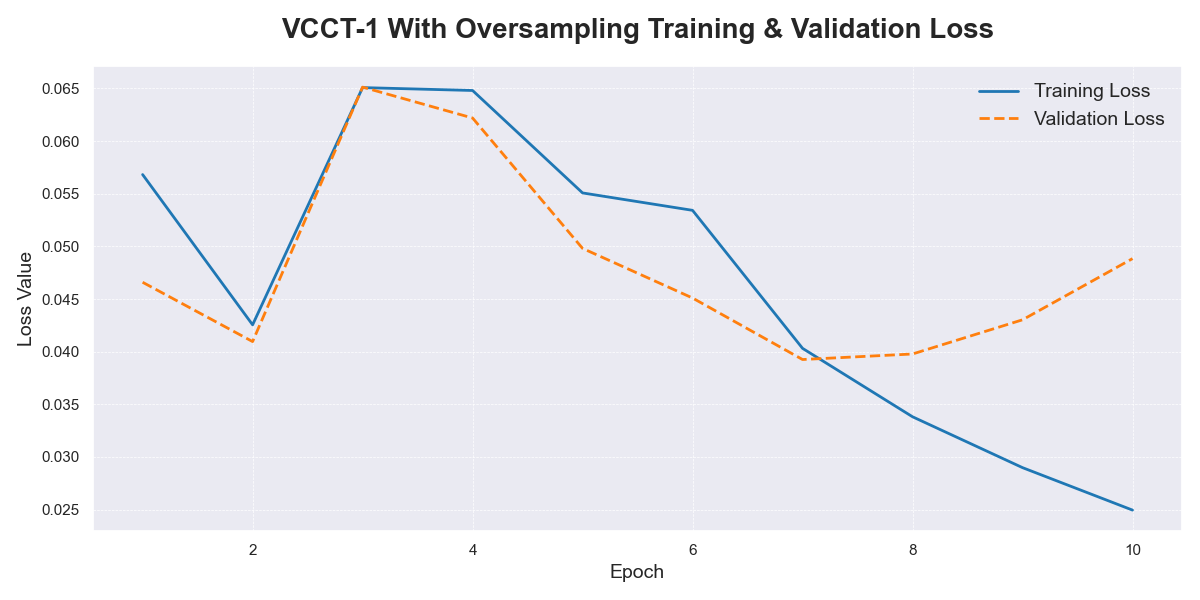 VCCT-1 With Oversampling Training & Validation Loss
Training Loss
Validation Loss
0.065
0.060
0.055
0.050
0.045
0.040
0.035
0.030
0.025
Loss Value
2
4
6
8
10
Epoch